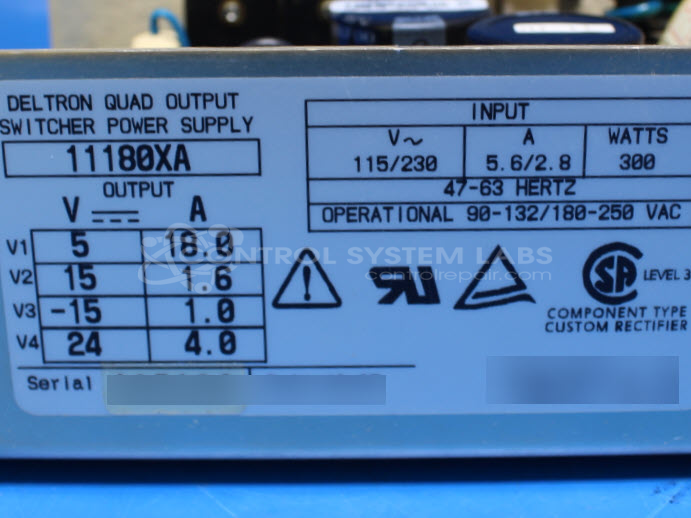 DELTRON QUAD OUTPUT
SWITCHER POWER SUPPLY
11180XA
OUTPUT
V A
V1 5 18.0
V2 15 1.6
V3 -15 1.0
V4 24 4.0
Serial
INPUT
V~ A WATTS
115/230 5.6/2.8 300
47-63 HERTZ
OPERATIONAL 90-132/180-250 VAC
CONTROL SYSTEM LABS
controlrepair.com
LEVEL 3
COMPONENT TYPE
CUSTOM RECTIFIER